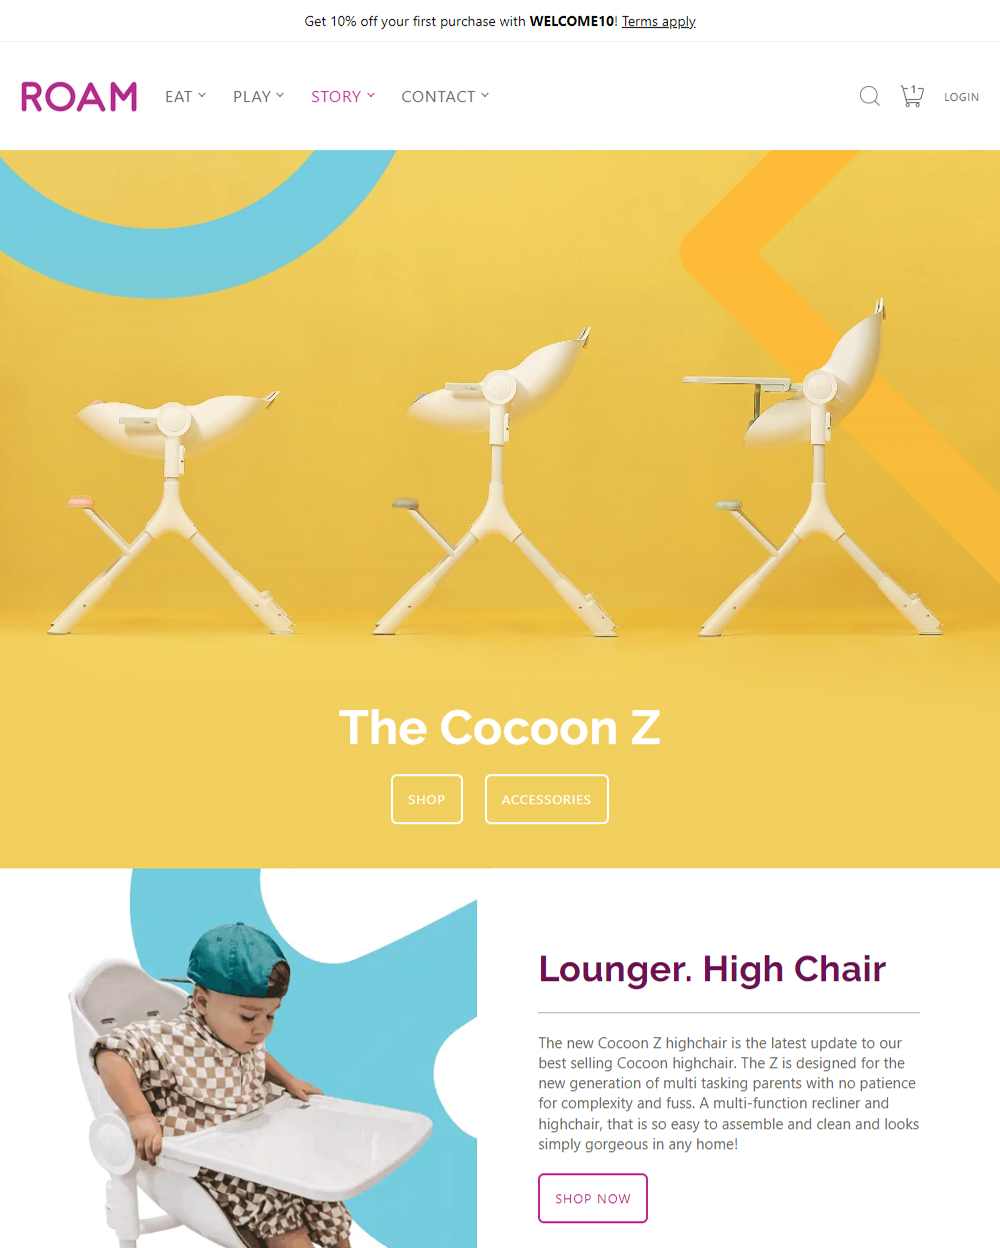 Get 10% off your first purchase with WELCOME10! Terms apply
ROAM
EAT
PLAY
STORY
CONTACT
1
LOGIN
The Cocoon Z
SHOP
ACCESSORIES
Lounger. High Chair
The new Cocoon Z highchair is the latest update to our
best selling Cocoon highchair. The Z is designed for the
new generation of multi tasking parents with no patience
for complexity and fuss. A multi-function recliner and
highchair, that is so easy to assemble and clean and looks
simply gorgeous in any home!
SHOP NOW